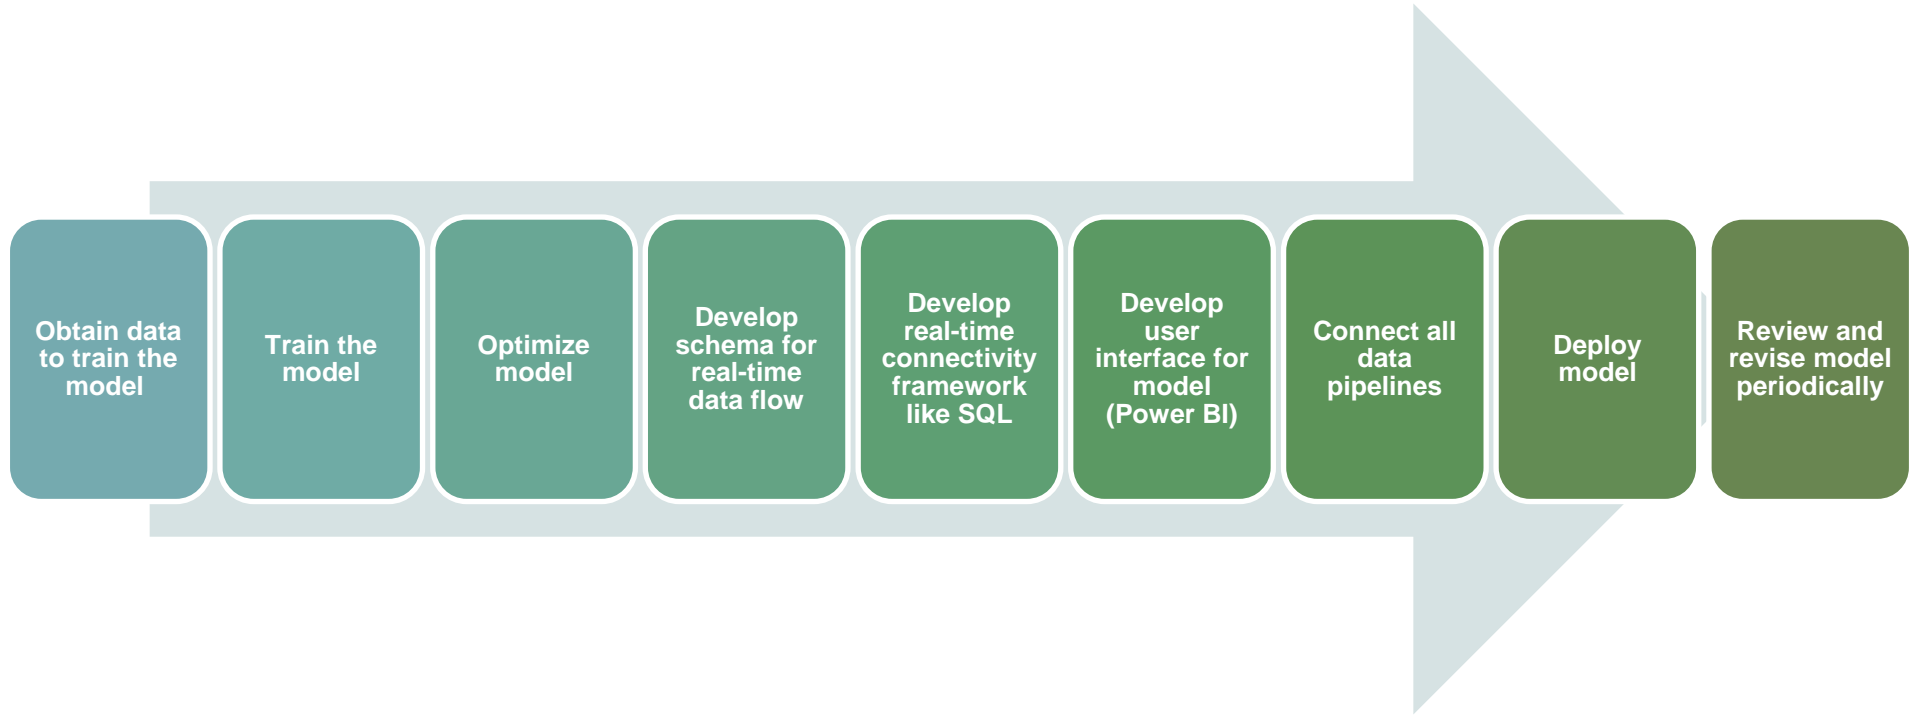 Obtain data
to train the
model
Train the
model
Optimize
model
Develop
schema for
real-time
data flow
Develop
real-time
connectivity
framework
like SQL
Develop
user
interface for
model
(Power BI)
Connect all
data
pipelines
Deploy
model
Review and
revise model
periodically